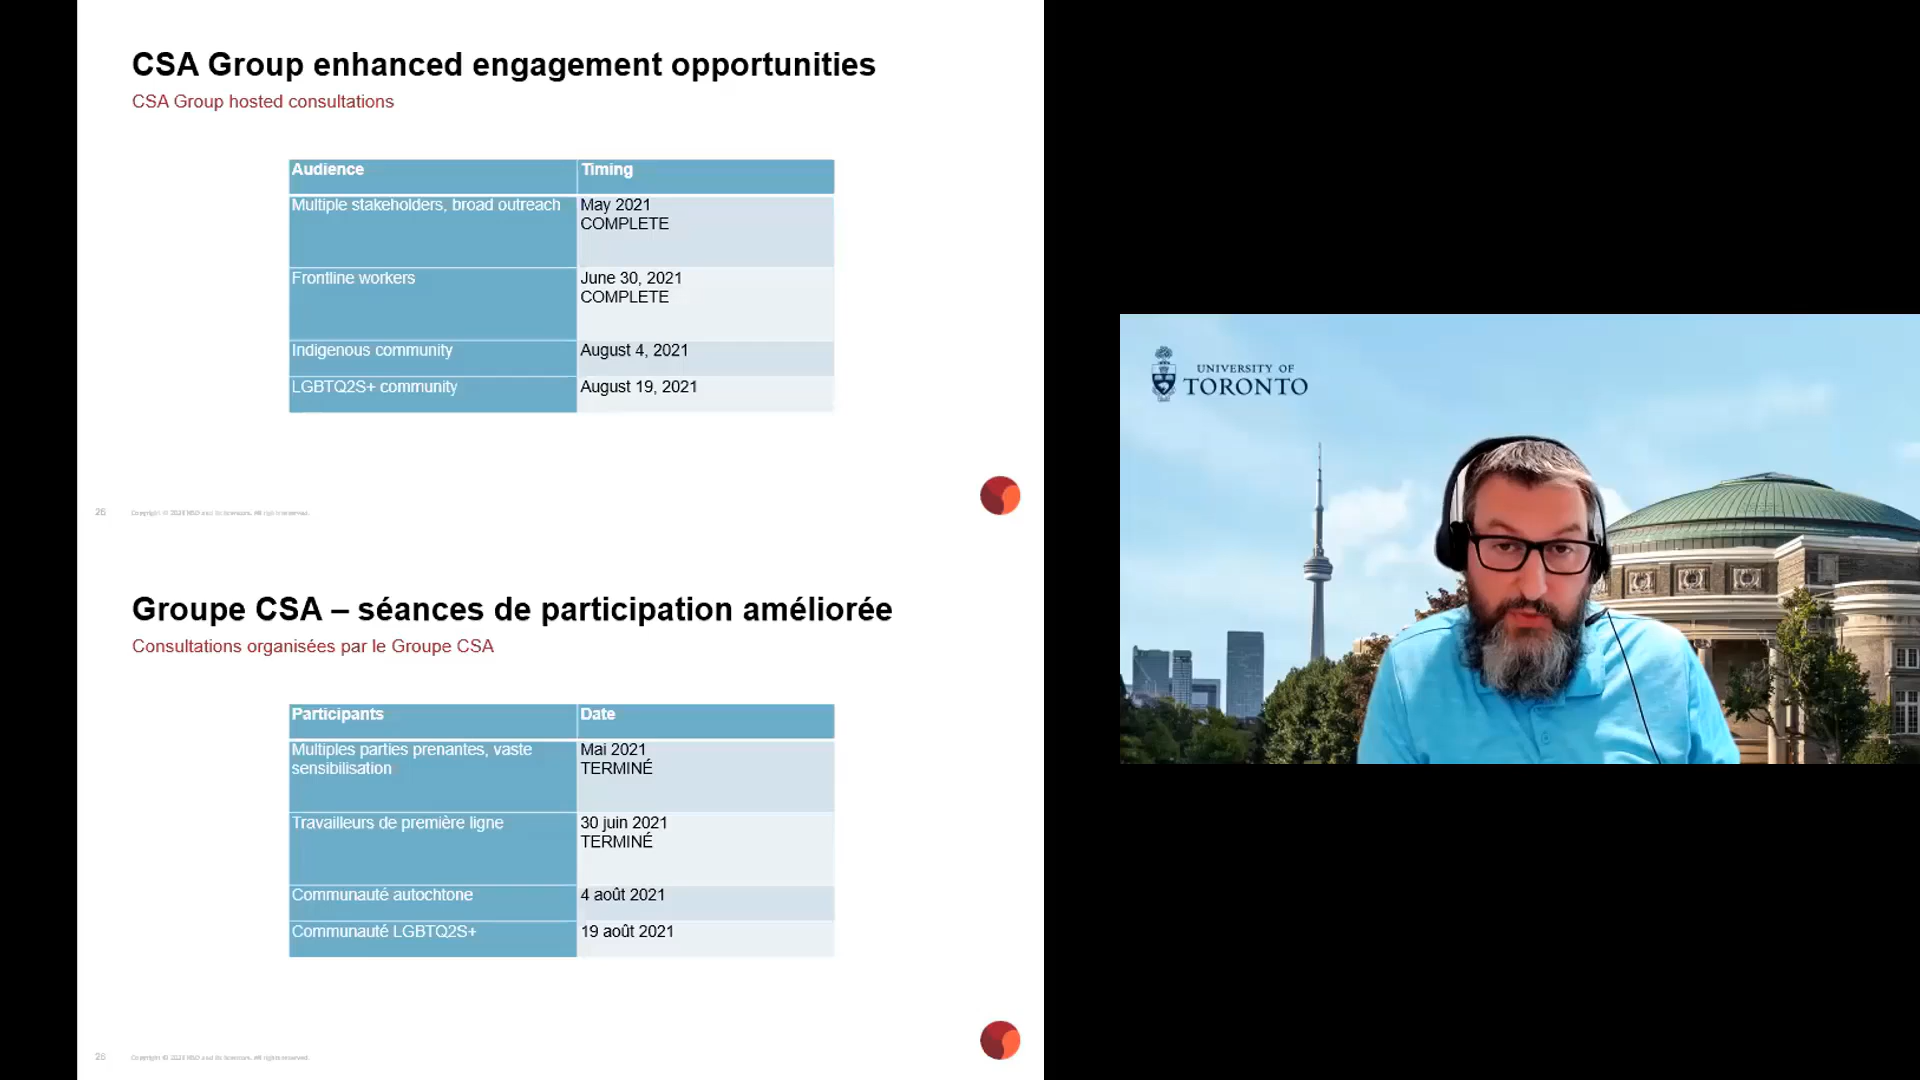 CSA Group enhanced engagement opportunities
CSA Group hosted consultations
Audience
Timing
Multiple stakeholders, broad outreach
May 2021
COMPLETE
Frontline workers
June 30, 2021
COMPLETE
Indigenous community
August 4, 2021
LGBTQ2S+ community
August 19, 2021
26
Groupe CSA – séances de participation améliorée
Consultations organisées par le Groupe CSA
Participants
Date
Multiples parties prenantes, vaste
sensibilisation
Mai 2021
TERMINÉ
Travailleurs de première ligne
30 juin 2021
TERMINÉ
Communauté autochtone
4 août 2021
Communauté LGBTQ2S+
19 août 2021
26
UNIVERSITY OF
TORONTO